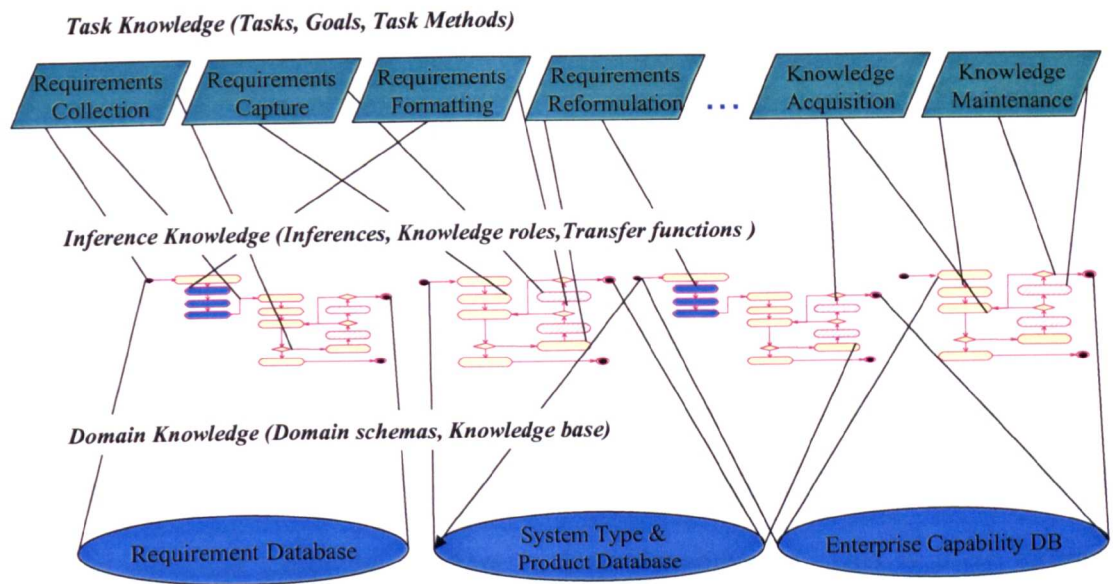 Task Knowledge (Tasks, Goals, Task Methods)
Requirements
Collection
Requirements
Capture
Requirements
Formatting
Requirements
Reformulation
...
Knowledge
Acquisition
Knowledge
Maintenance
Inference Knowledge (Inferences, Knowledge roles,Transfer functions )
Domain Knowledge (Domain schemas, Knowledge base)
Requirement Database
System Type &
Product Database
Enterprise Capability DB